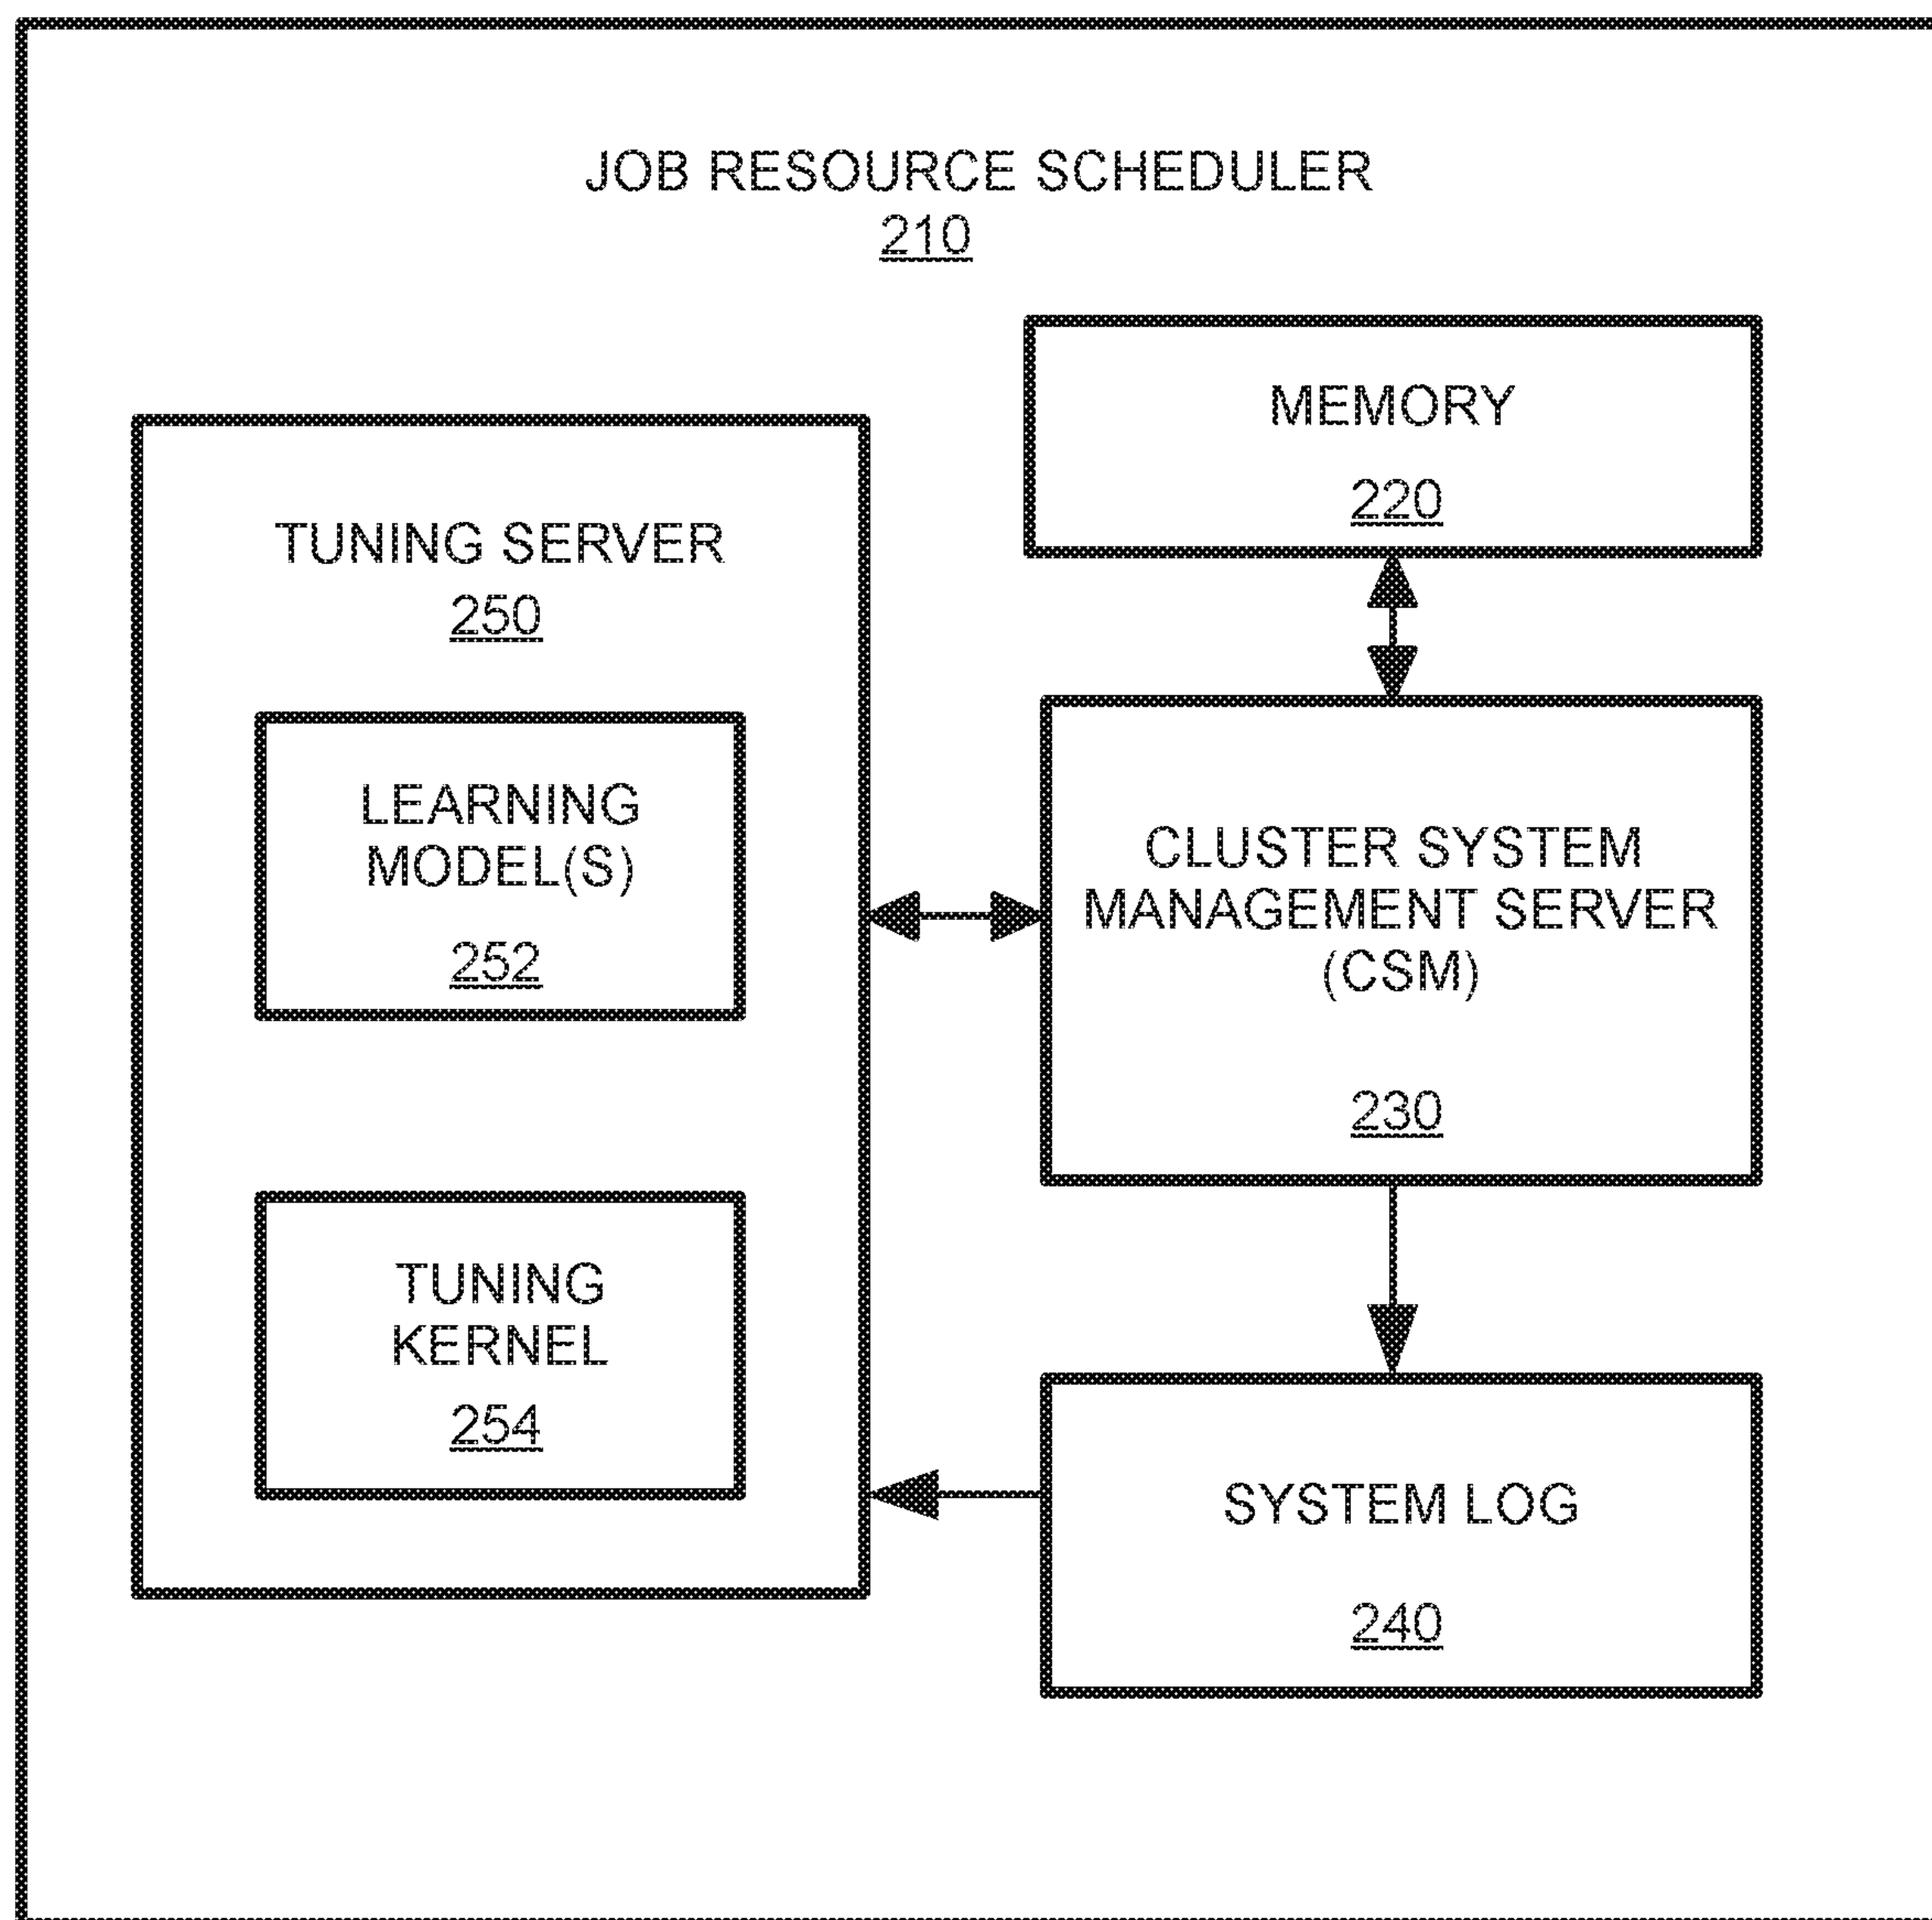 JOB RESOURCE SCHEDULER
210
MEMORY
220
TUNING SERVER
250
LEARNING
MODEL(S)
252
CLUSTER SYSTEM
MANAGEMENT SERVER
(CSM)
230
TUNING
KERNEL
254
SYSTEM LOG
240